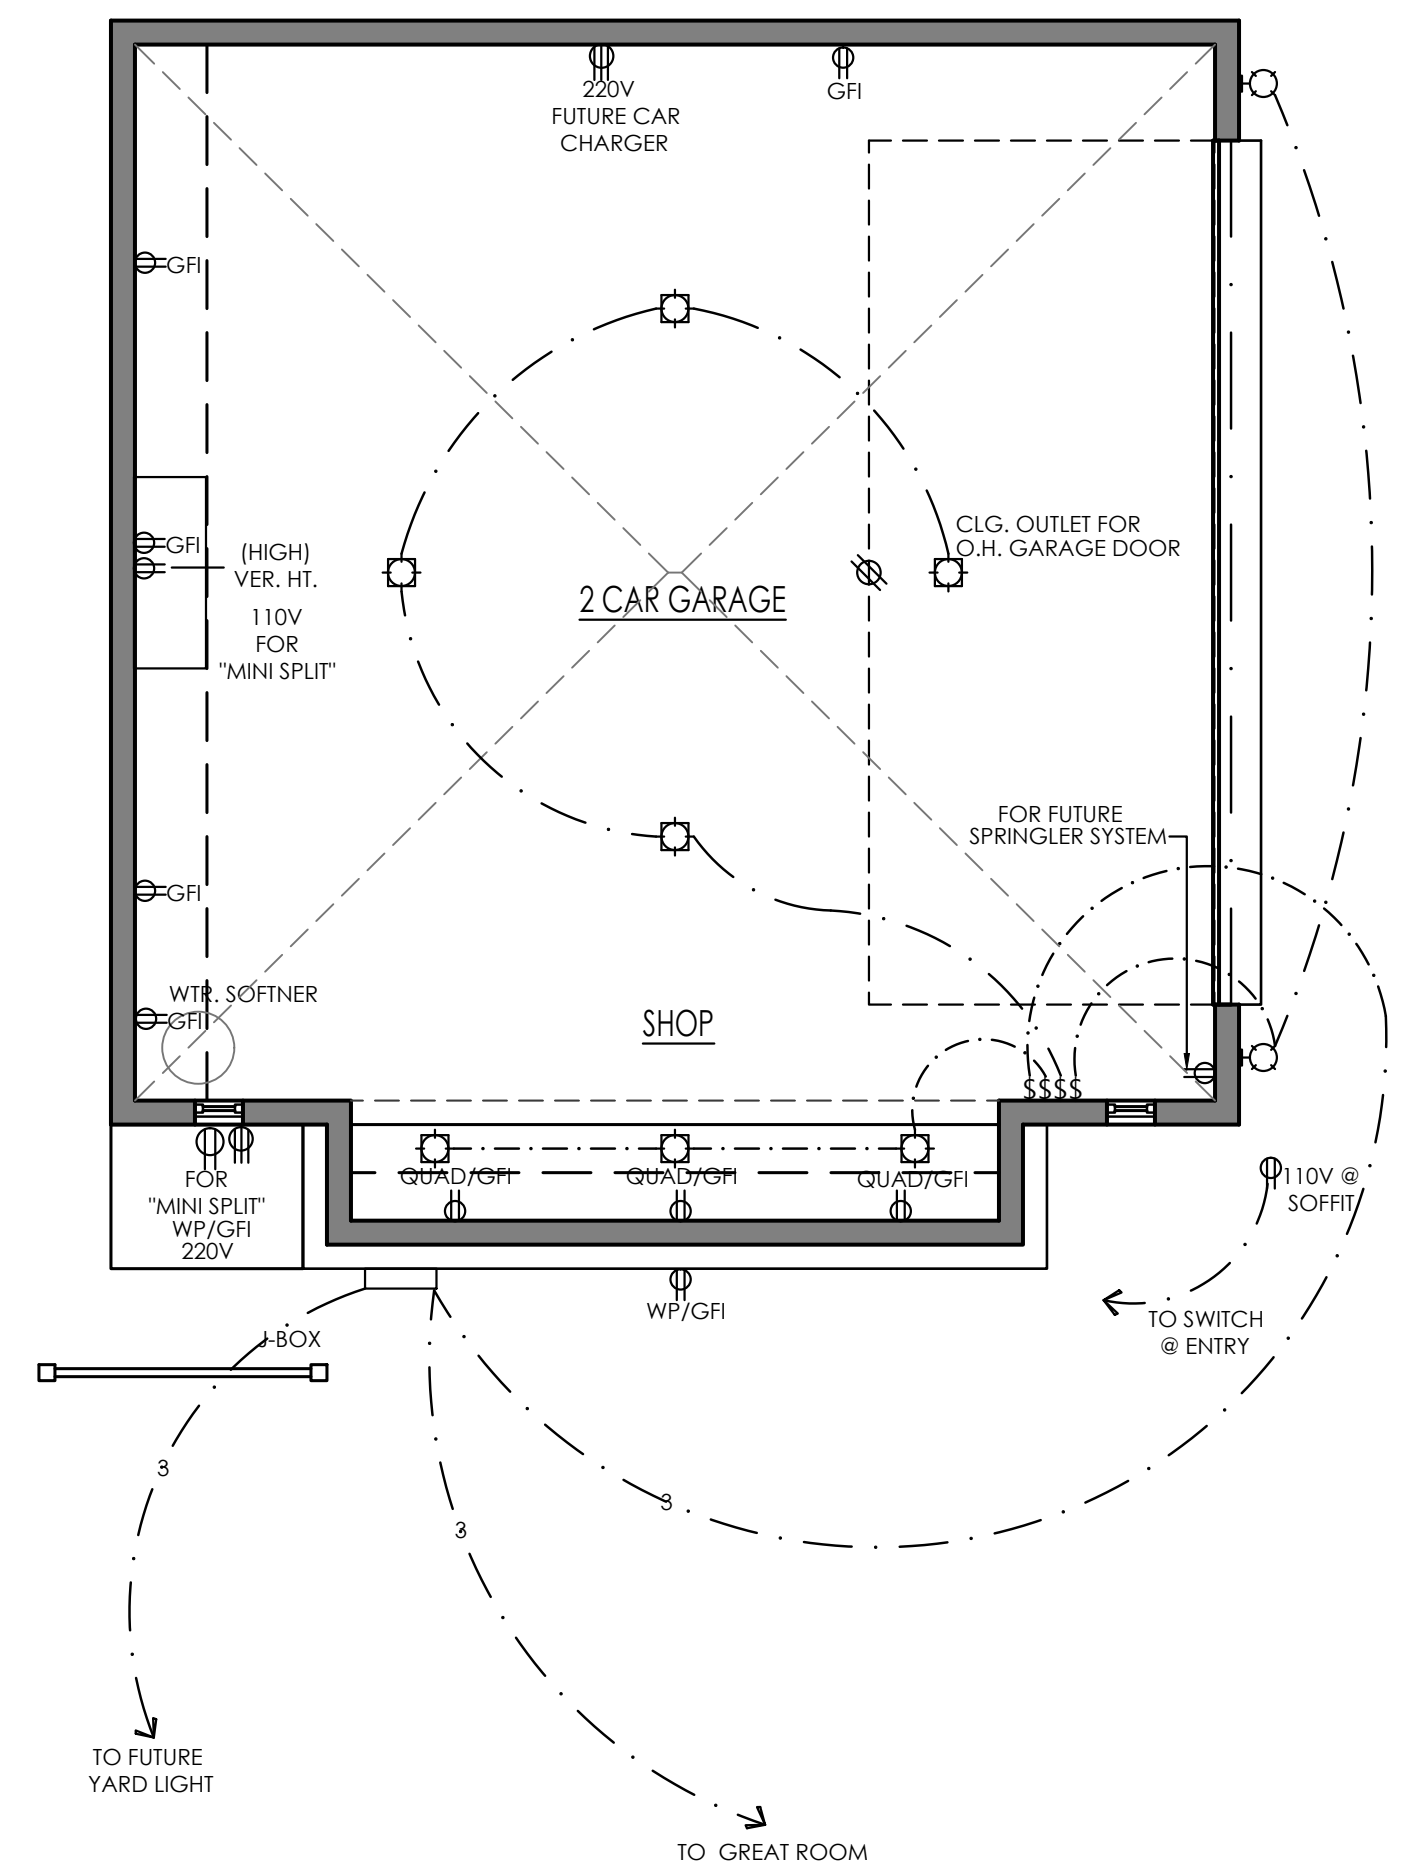 220V
FUTURE CAR
CHARGER
GFI
GFI
GFI
(HIGH)
VER. HT.
110V
FOR
"MINI SPLIT"
CLG. OUTLET FOR
O.H. GARAGE DOOR
2 CAR GARAGE
FOR FUTURE
SPRINGLER SYSTEM
GFI
WTR. SOFTNER
GFI
SHOP
$$$$
QUAD/GFI
QUAD/GFI
QUAD/GFI
FOR
"MINI SPLIT"
WP/GFI
220V
110V @
SOFFIT
WP/GFI
TO SWITCH
@ ENTRY
J-BOX
3
3
3
TO FUTURE
YARD LIGHT
TO GREAT ROOM